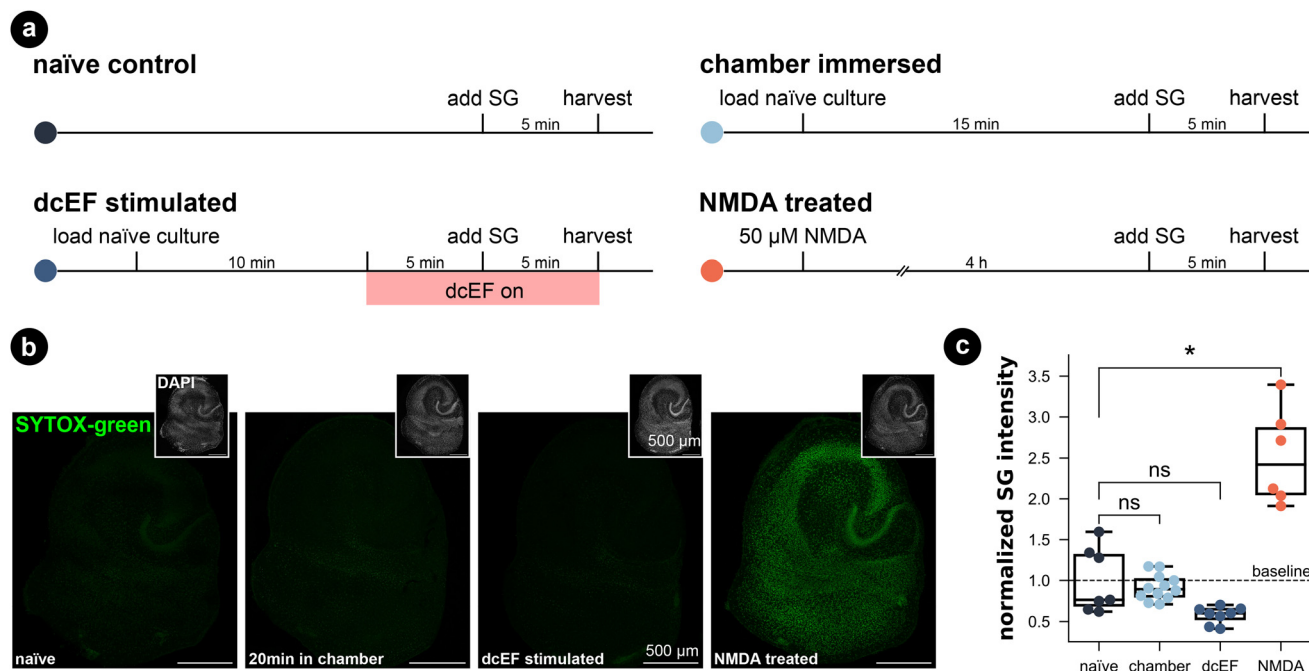 a
naïve control
add SG harvest
5 min
chamber immersed
load naïve culture add SG harvest
15 min 5 min
dcEF stimulated
load naïve culture add SG harvest
10 min 5 min 5 min
dcEF on
NMDA treated
50 µM NMDA add SG harvest
4 h 5 min
b
SYTOX-green
DAPI
500 µm
naïve
20min in chamber
dcEF stimulated
500 µm
NMDA treated
c
normalized SG intensity
3.5
3.0
2.5
2.0
1.5
1.0
0.5
*
ns
ns
baseline
naïve chamber dcEF NMDA